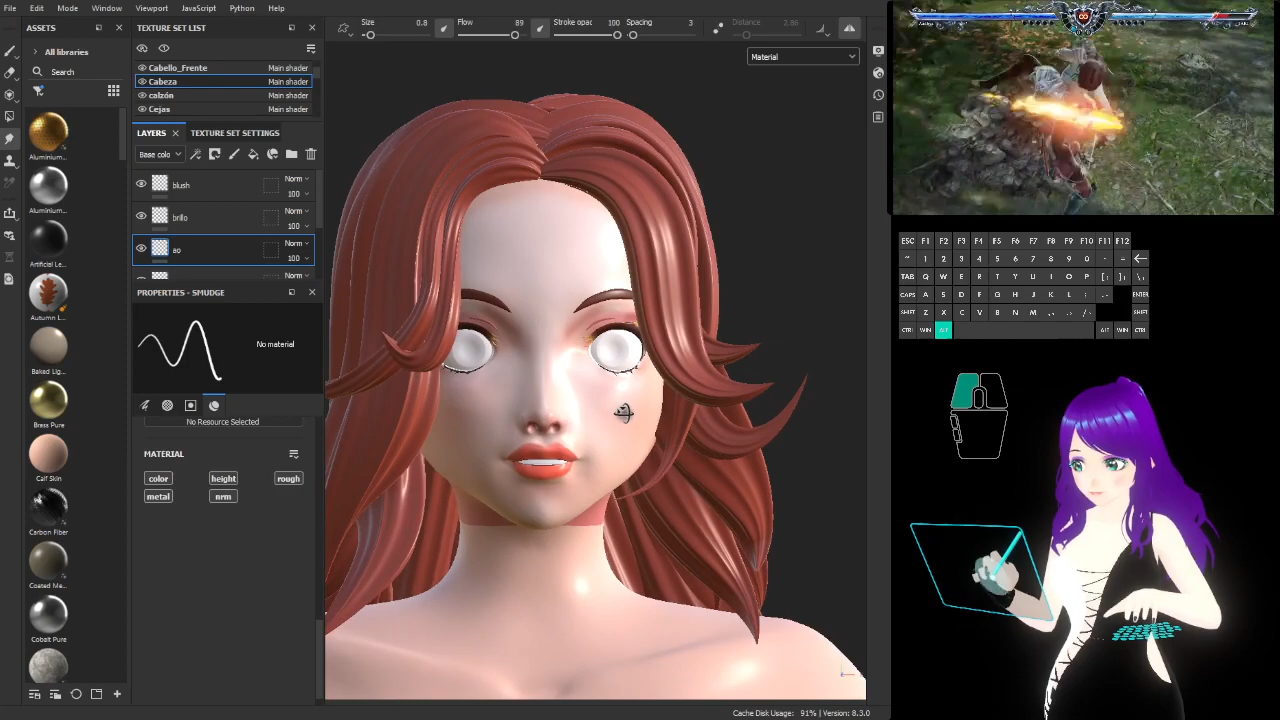 File Edit Mode Window Viewport JavaScript Python Help
ASSETS
All libraries
Search
Aluminium...
Aluminium...
Artificial Le...
Autumn L...
Baked Lig...
Brass Pure
Calf Skin
Carbon Fiber
Coated Me...
Cobalt Pure
TEXTURE SET LIST
Cabello_Frente Main shader
Cabeza Main shader
calzón Main shader
Cejas Main shader
LAYERS TEXTURE SET SETTINGS
Base colo
blush Norm 100
brillo Norm 100
ao Norm 100
Norm
PROPERTIES - SMUDGE
No material
No Resource Selected
MATERIAL
color height rough
metal nrm
Size 0.8 Flow 89 Stroke opac 100 Spacing 3 Distance 2.86
Material
Cache Disk Usage: 91% | Version: 8.3.0
ESC F1 F2 F3 F4 F5 F6 F7 F8 F9 F10 F11 F12
~ 1 2 3 4 5 6 7 8 9 0 - =
TAB Q W E R T Y U I O P [ ; ] ; \
CAPS A S D F G H J K L ENTER
SHIFT Z X C V B N M SHIFT
CTRL WIN ALT ALT WIN CTRL